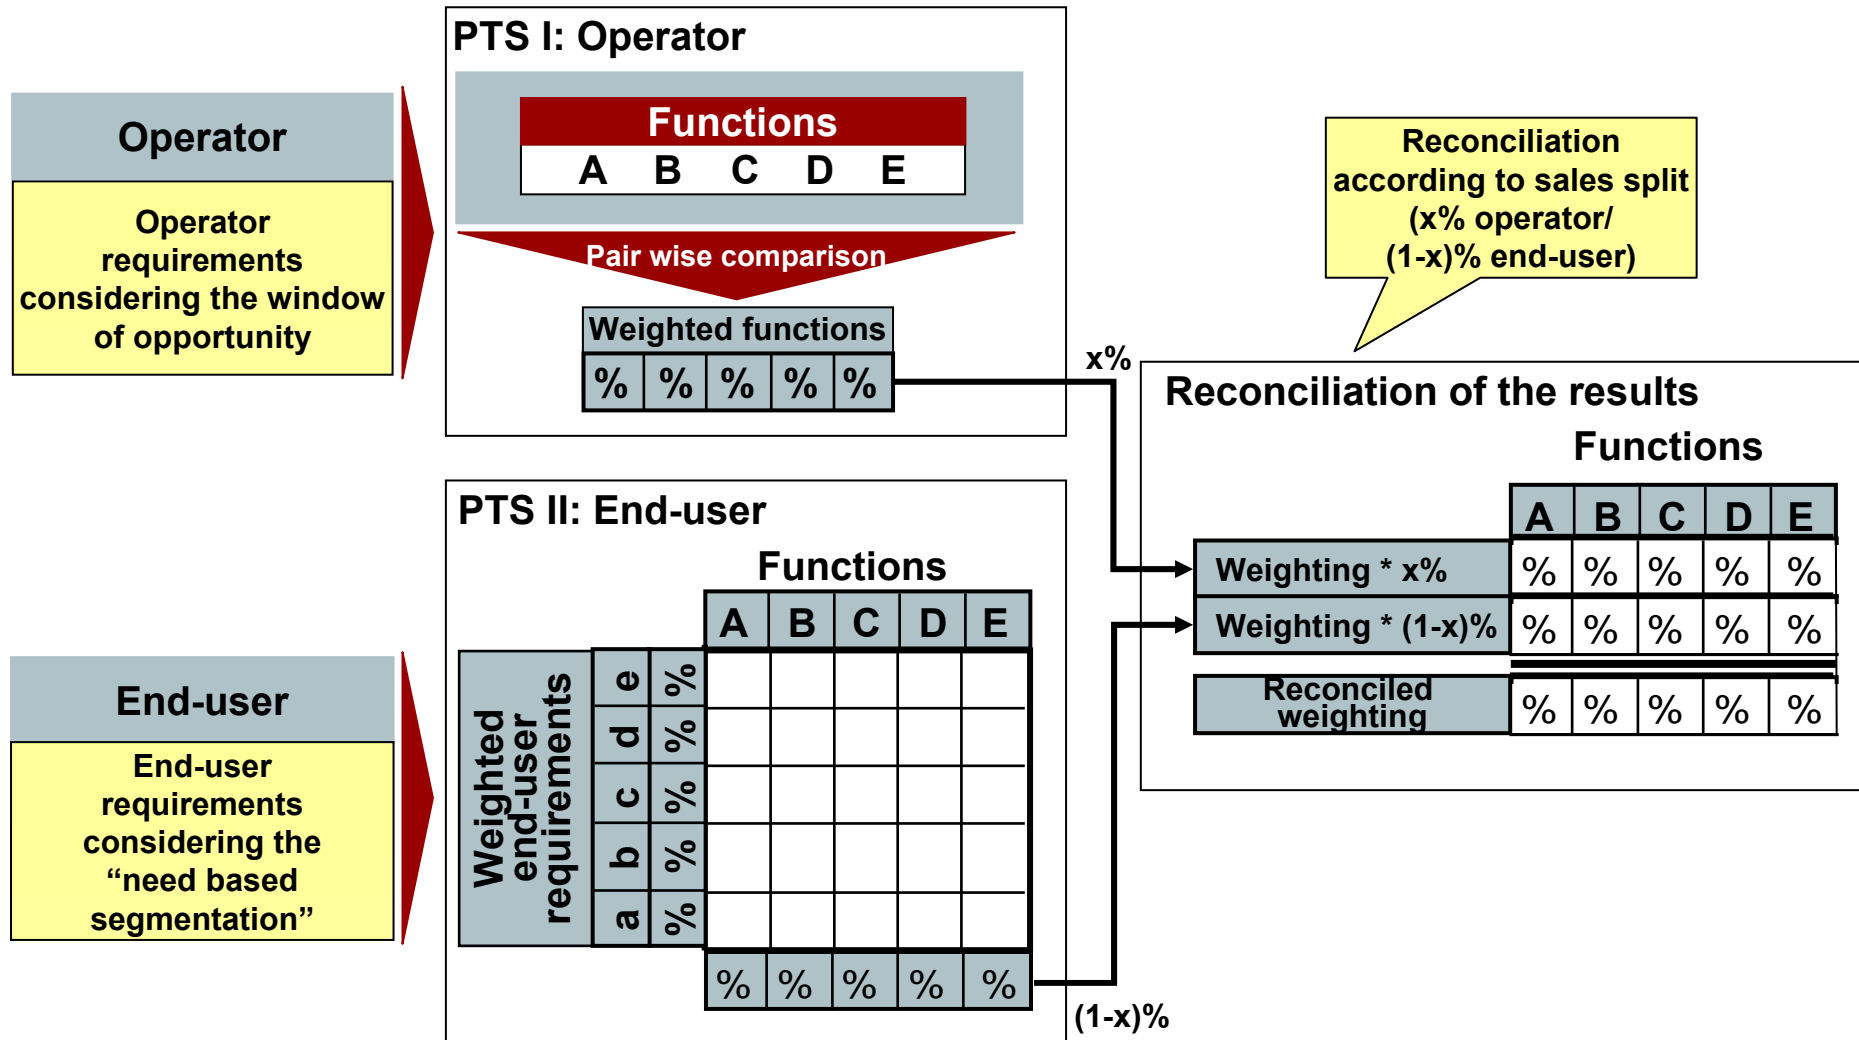 PTS I: Operator
Functions
A B C D E
Pair wise comparison
Weighted functions
% % % % %
Operator
Operator
requirements
considering the window
of opportunity
x%
Reconciliation
according to sales split
(x% operator/
(1-x)% end-user)
PTS II: End-user
Functions
A B C D E
Weighted
end-user
requirements
e %
d %
c %
b %
a %
% % % % %
End-user
End-user
requirements
considering the
“need based
segmentation”
(1-x)%
Reconciliation of the results
Functions
A B C D E
Weighting * x% % % % % %
Weighting * (1-x)% % % % % %
Reconciled
weighting
% % % % %